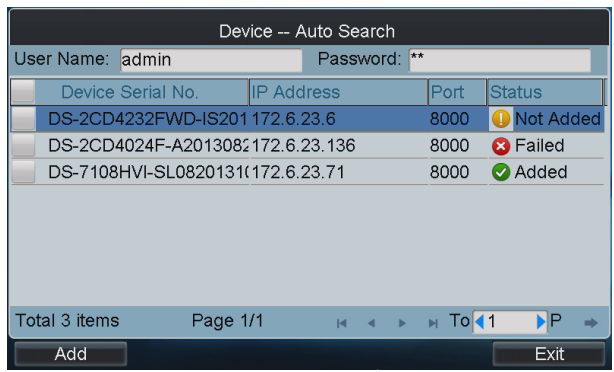 Device -- Auto Search
User Name: admin Password: **
Device Serial No. IP Address Port Status
DS-2CD4232FWD-IS201 172.6.23.6 8000 Not Added
DS-2CD4024F-A2013082 172.6.23.136 8000 Failed
DS-7108HVI-SL0820131( 172.6.23.71 8000 Added
Total 3 items Page 1/1 To 1 P
Add Exit